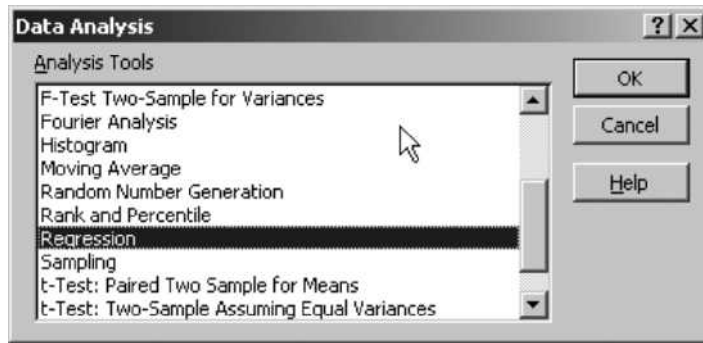 Data Analysis
? X
Analysis Tools
F-Test Two-Sample for Variances
Fourier Analysis
Histogram
Moving Average
Random Number Generation
Rank and Percentile
Regression
Sampling
t-Test: Paired Two Sample for Means
t-Test: Two-Sample Assuming Equal Variances
OK
Cancel
Help